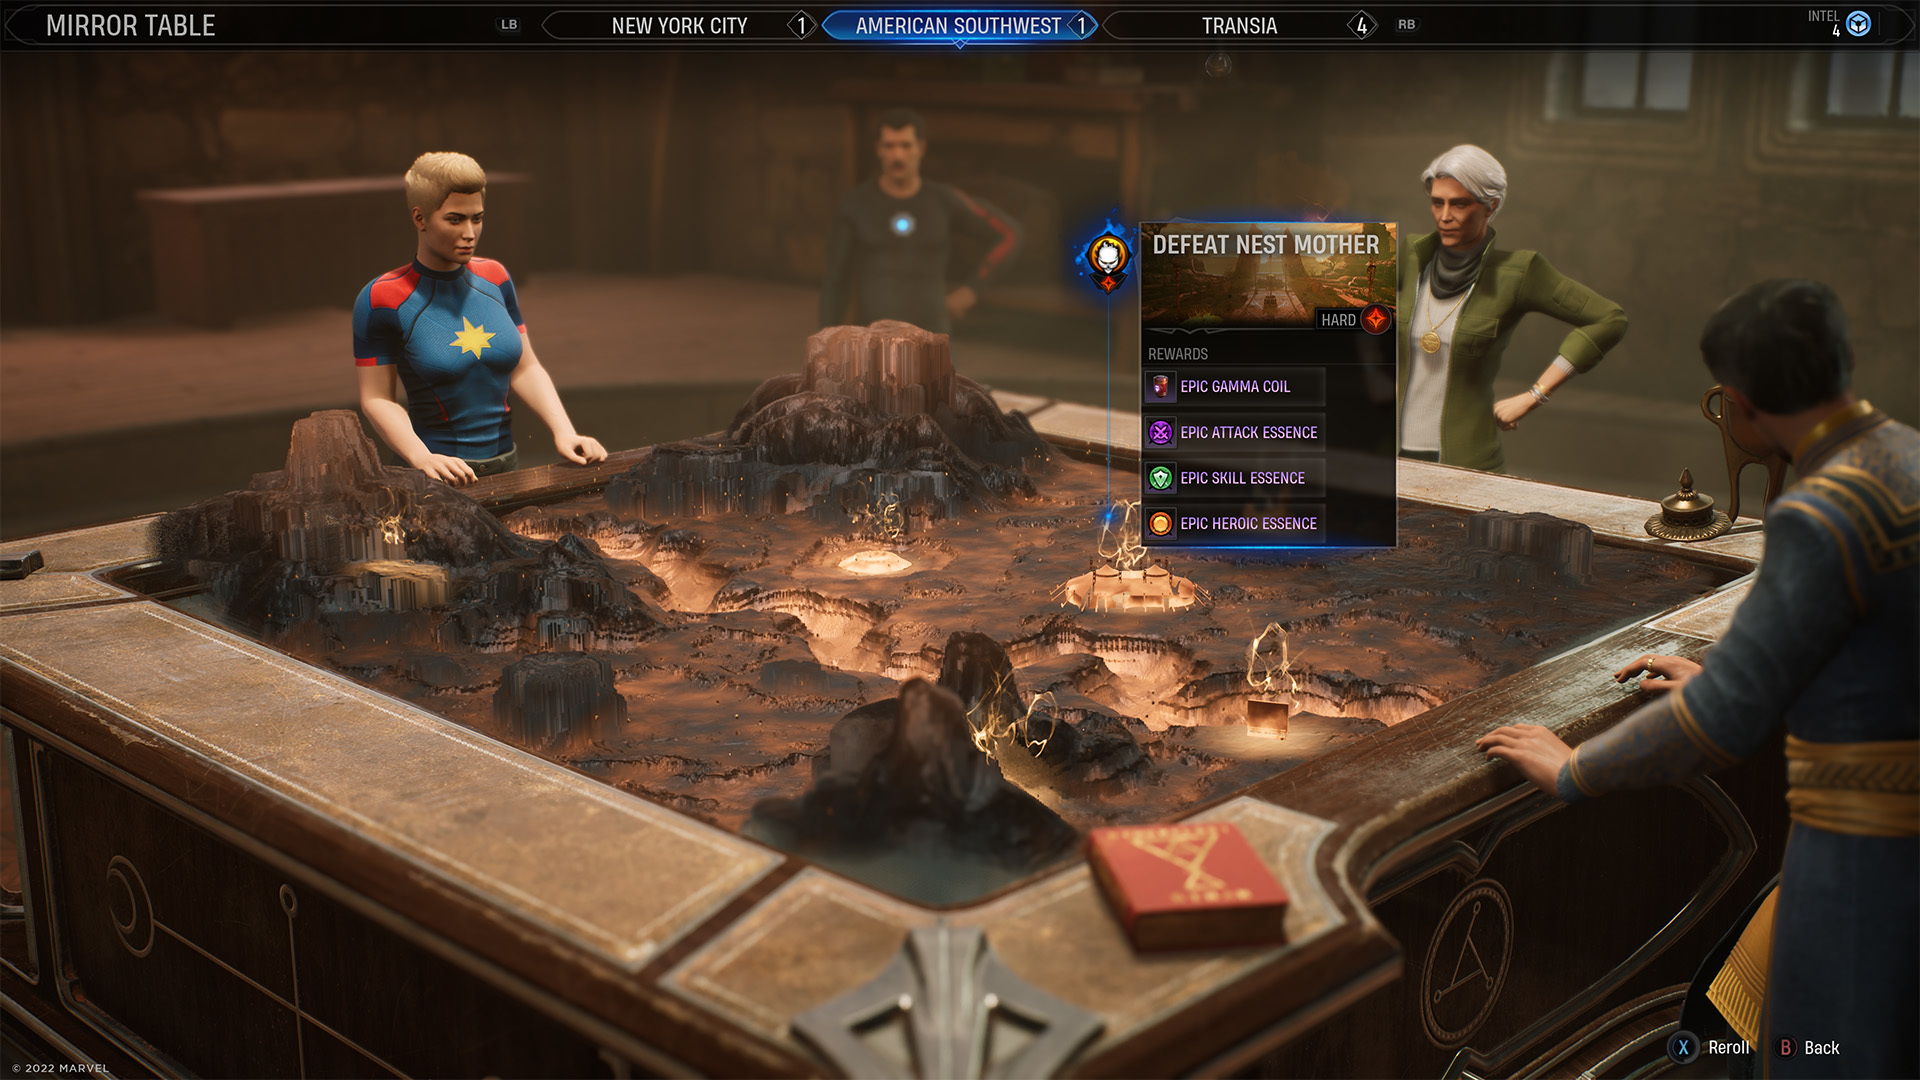 MIRROR TABLE
LB
NEW YORK CITY 1
AMERICAN SOUTHWEST 1
TRANSIA 4
RB
INTEL
4
DEFEAT NEST MOTHER
HARD
REWARDS
EPIC GAMMA COIL
EPIC ATTACK ESSENCE
EPIC SKILL ESSENCE
EPIC HEROIC ESSENCE
X Reroll
B Back
© 2022 MARVEL